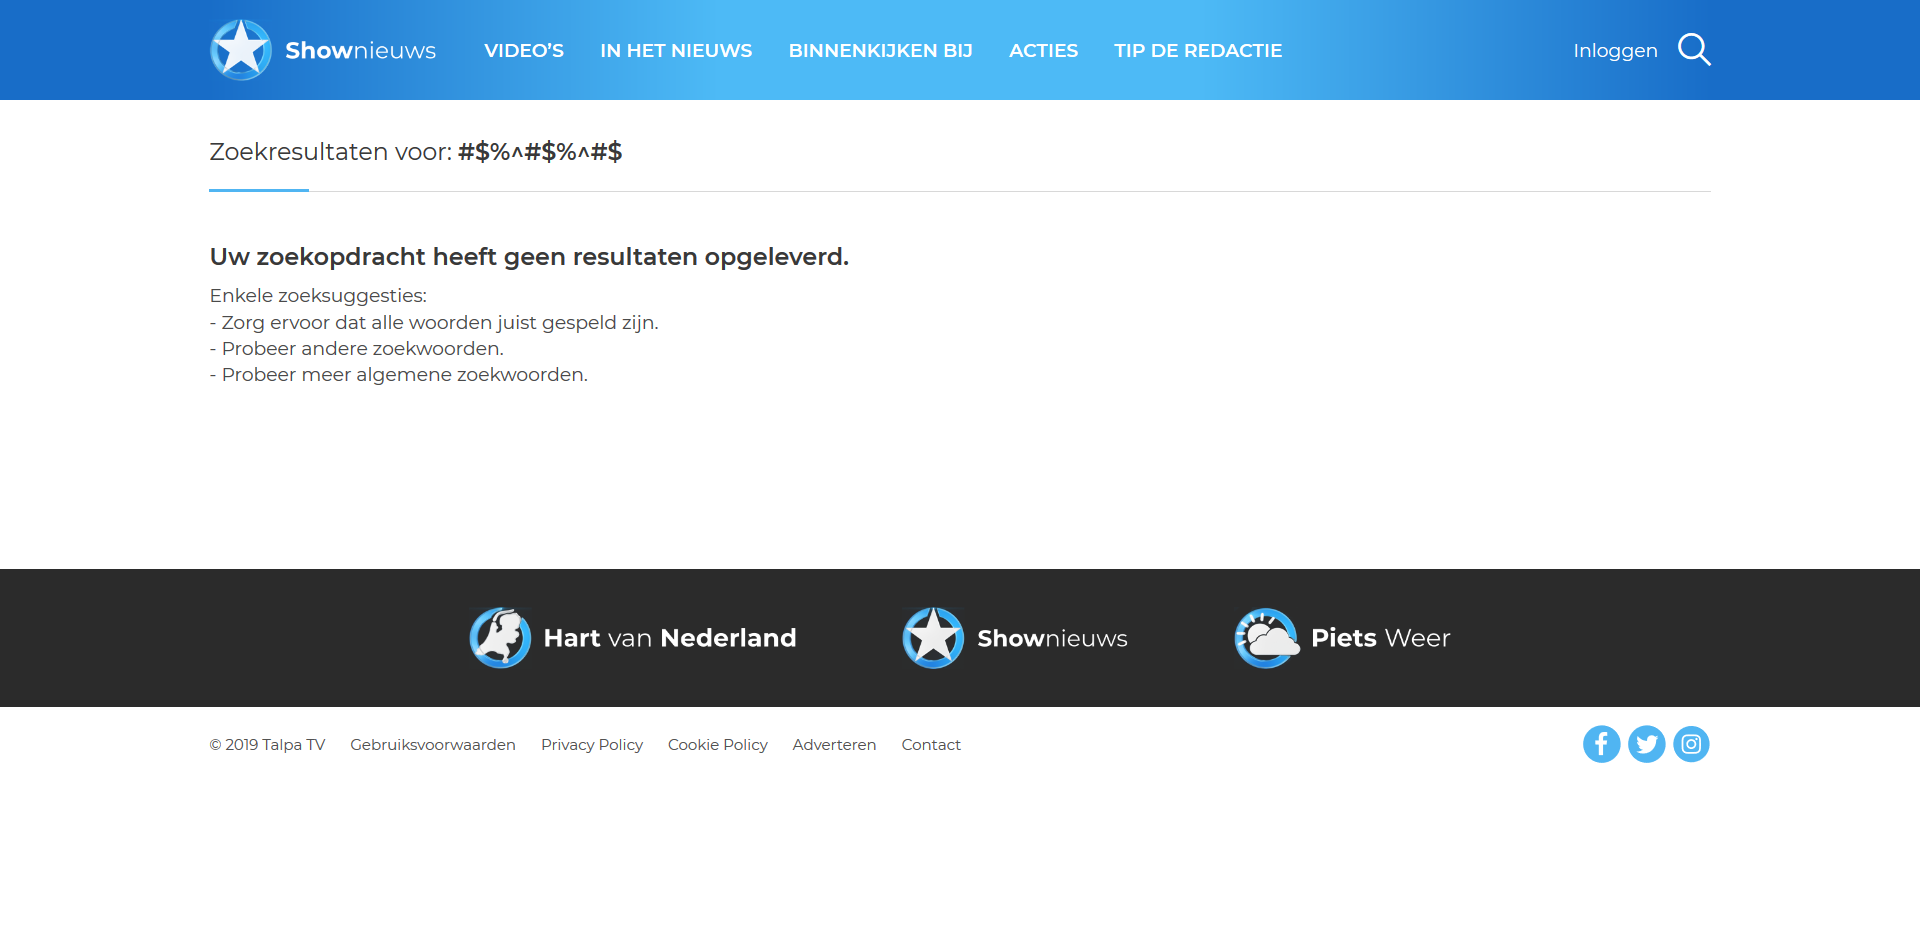 Shownieuws VIDEO’S IN HET NIEUWS BINNENKIJKEN BIJ ACTIES TIP DE REDACTIE Inloggen
Zoekresultaten voor: #$%^#$%^#$
Uw zoekopdracht heeft geen resultaten opgeleverd.
Enkele zoeksuggesties:
- Zorg ervoor dat alle woorden juist gespeld zijn.
- Probeer andere zoekwoorden.
- Probeer meer algemene zoekwoorden.
Hart van Nederland Shownieuws Piets Weer
© 2019 Talpa TV Gebruiksvoorwaarden Privacy Policy Cookie Policy Adverteren Contact